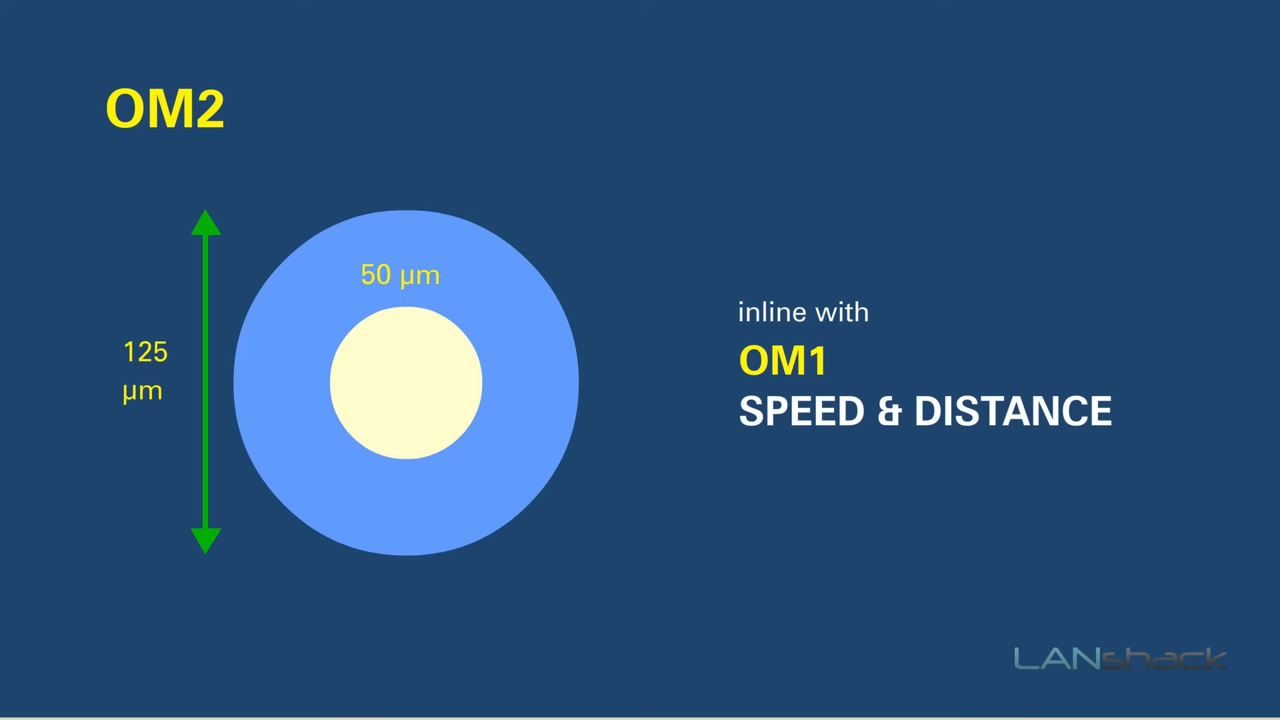 OM2
50 µm
125
µm
inline with
OM1
SPEED & DISTANCE
LANshack